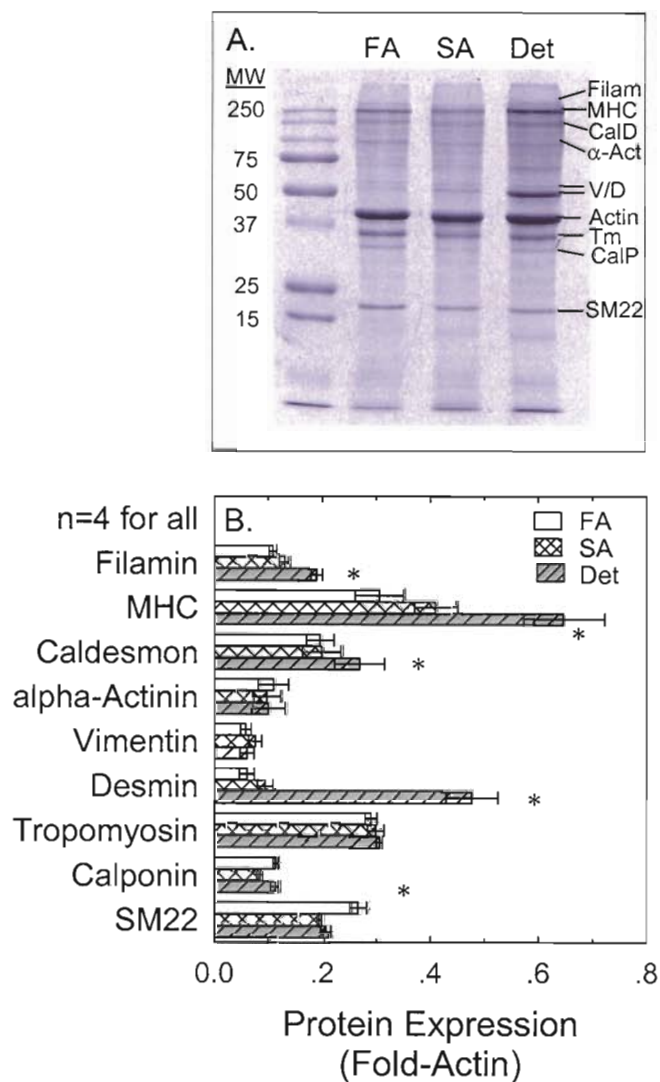 A.
FA SA Det
MW
250
75
50
37
25
15
Filam
MHC
CalD
α-Act
V/D
Actin
Tm
CalP
SM22
n=4 for all
B.
FA
SA
Det
Filamin
*
MHC
*
Caldesmon
*
alpha-Actinin
Vimentin
Desmin
*
Tropomyosin
Calponin
*
SM22
0.0 .2 .4 .6 .8
Protein Expression
(Fold-Actin)